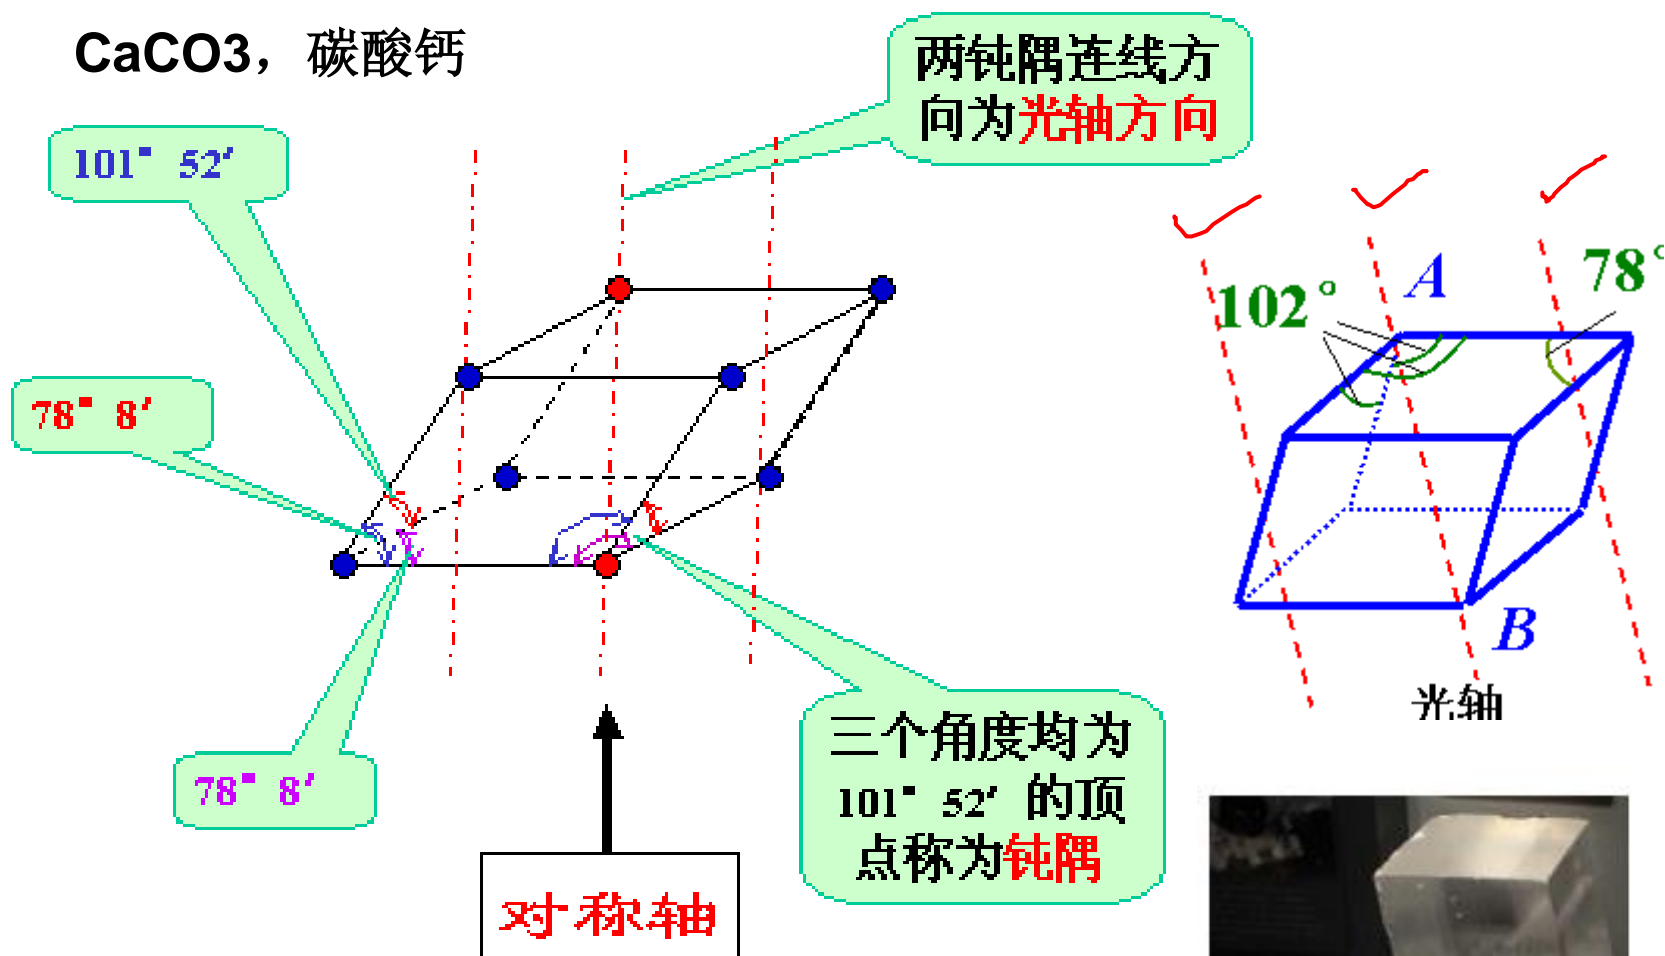 CaCO3，碳酸钙
两钝隅连线方
向为光轴方向
101° 52′
78° 8′
78° 8′
三个角度均为
101° 52′ 的顶
点称为钝隅
对称轴
102°
A
78°
B
光轴